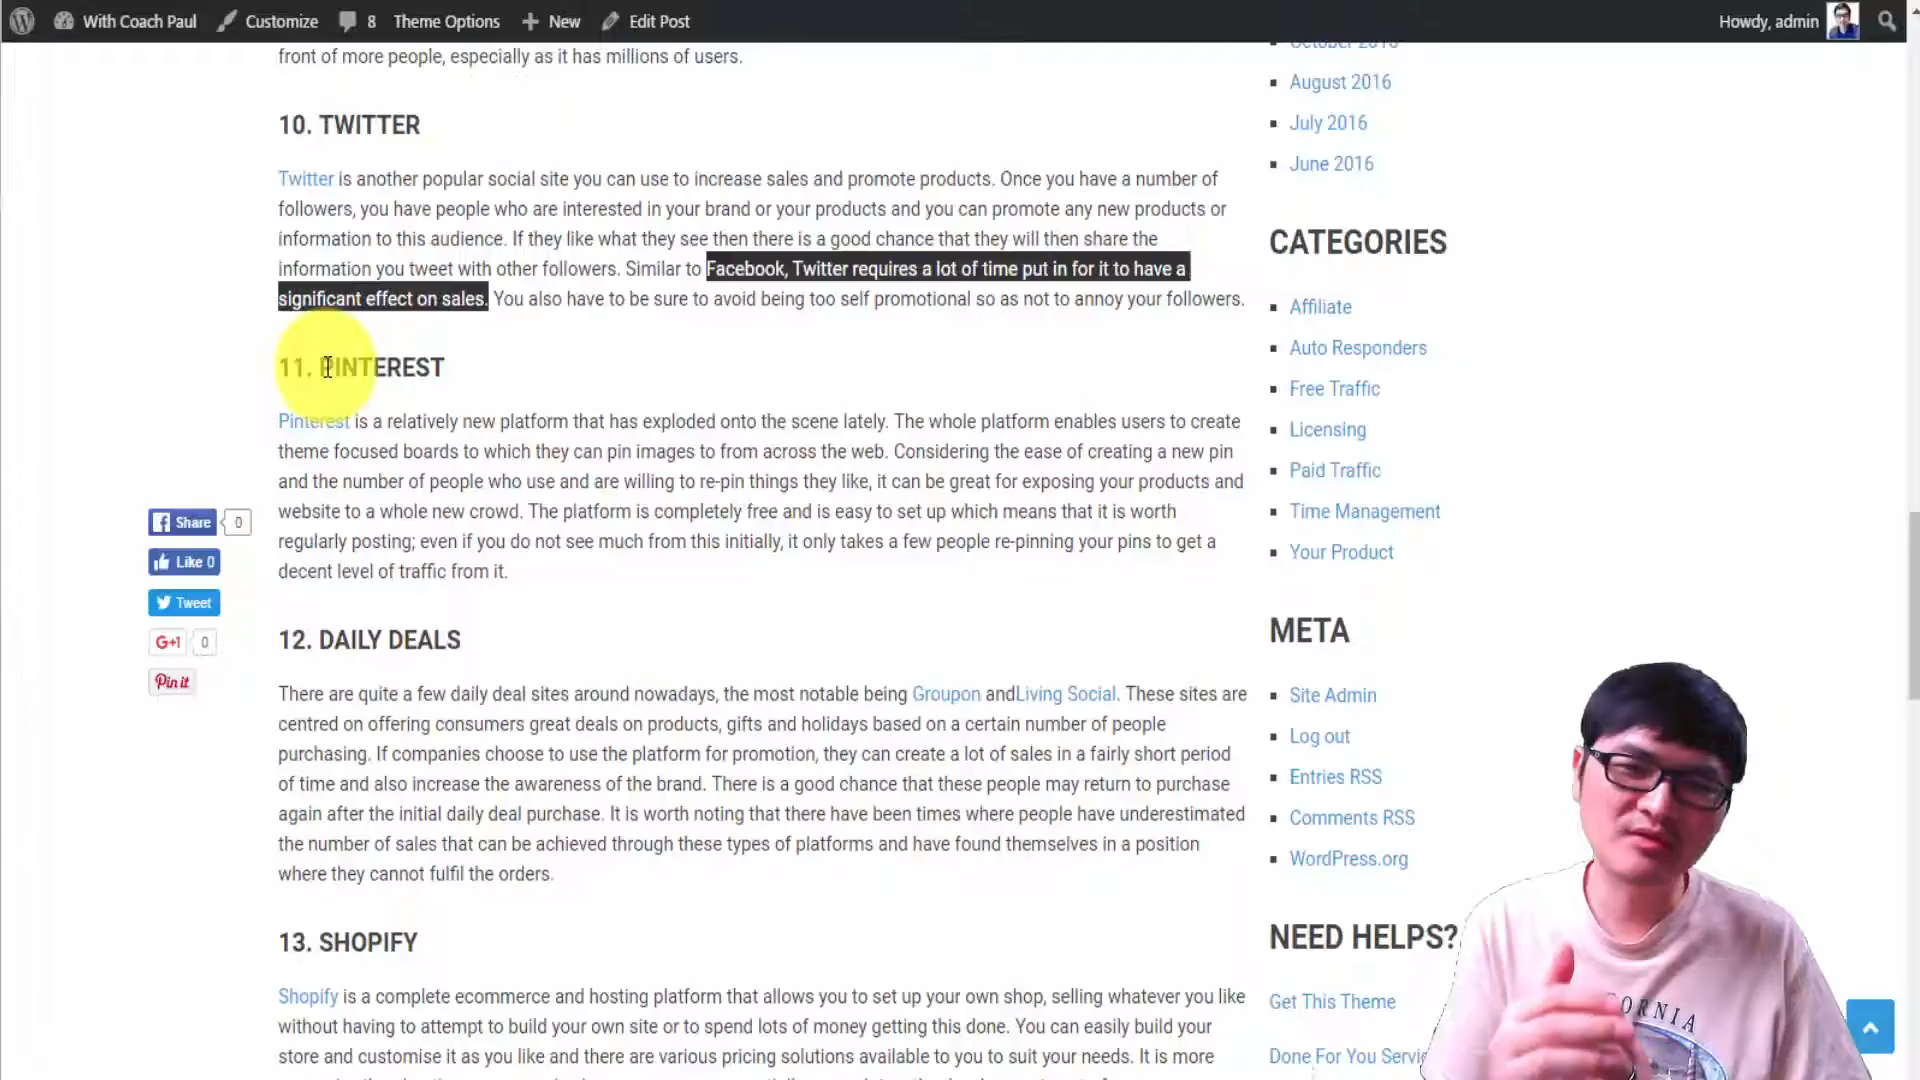 With Coach Paul Customize 8 Theme Options New Edit Post Howdy, admin
front of more people, especially as it has millions of users.
10. TWITTER
Twitter is another popular social site you can use to increase sales and promote products. Once you have a number of
followers, you have people who are interested in your brand or your products and you can promote any new products or
information to this audience. If they like what they see then there is a good chance that they will then share the
information you tweet with other followers. Similar to Facebook, Twitter requires a lot of time put in for it to have a
significant effect on sales. You also have to be sure to avoid being too self promotional so as not to annoy your followers.
11. PINTEREST
Pinterest is a relatively new platform that has exploded onto the scene lately. The whole platform enables users to create
theme focused boards to which they can pin images to from across the web. Considering the ease of creating a new pin
and the number of people who use and are willing to re-pin things they like, it can be great for exposing your products and
website to a whole new crowd. The platform is completely free and is easy to set up which means that it is worth
regularly posting; even if you do not see much from this initially, it only takes a few people re-pinning your pins to get a
decent level of traffic from it.
12. DAILY DEALS
There are quite a few daily deal sites around nowadays, the most notable being Groupon andLiving Social. These sites are
centred on offering consumers great deals on products, gifts and holidays based on a certain number of people
purchasing. If companies choose to use the platform for promotion, they can create a lot of sales in a fairly short period
of time and also increase the awareness of the brand. There is a good chance that these people may return to purchase
again after the initial daily deal purchase. It is worth noting that there have been times where people have underestimated
the number of sales that can be achieved through these types of platforms and have found themselves in a position
where they cannot fulfil the orders.
13. SHOPIFY
Shopify is a complete ecommerce and hosting platform that allows you to set up your own shop, selling whatever you like
without having to attempt to build your own site or to spend lots of money getting this done. You can easily build your
store and customise it as you like and there are various pricing solutions available to you to suit your needs. It is more
Share 0
Like 0
Tweet
G+1 0
Pin it
October 2016
August 2016
July 2016
June 2016
CATEGORIES
Affiliate
Auto Responders
Free Traffic
Licensing
Paid Traffic
Time Management
Your Product
META
Site Admin
Log out
Entries RSS
Comments RSS
WordPress.org
NEED HELPS?
Get This Theme
Done For You Servi
FORNIA